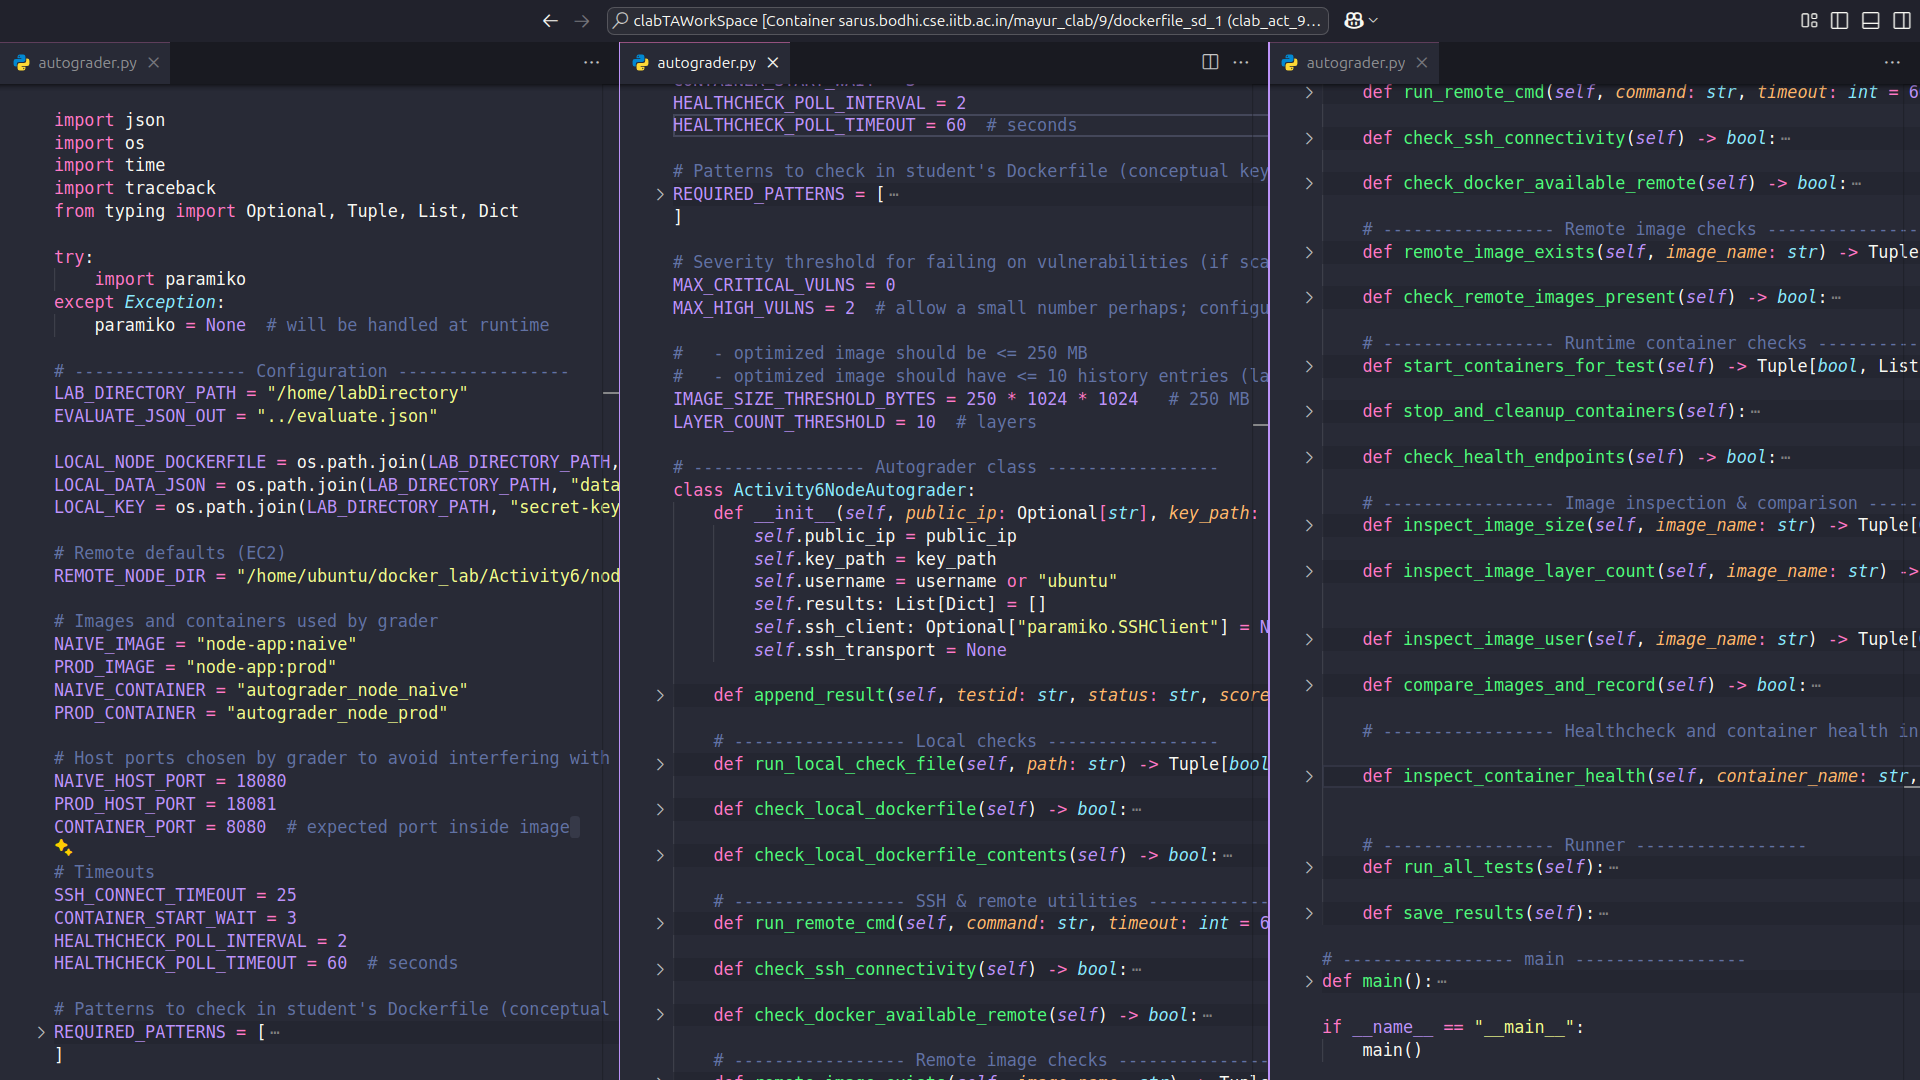 clabTAWorkSpace [Container sarus.bodhi.cse.iitb.ac.in/mayur_clab/9/dockerfile_sd_1 (clab_act_9...
autograder.py
import json
import os
import time
import traceback
from typing import Optional, Tuple, List, Dict
try:
import paramiko
except Exception:
paramiko = None  # will be handled at runtime
# ----------------- Configuration -----------------
LAB_DIRECTORY_PATH = "/home/labDirectory"
EVALUATE_JSON_OUT = "../evaluate.json"
LOCAL_NODE_DOCKERFILE = os.path.join(LAB_DIRECTORY_PATH,
LOCAL_DATA_JSON = os.path.join(LAB_DIRECTORY_PATH, "data
LOCAL_KEY = os.path.join(LAB_DIRECTORY_PATH, "secret-key
# Remote defaults (EC2)
REMOTE_NODE_DIR = "/home/ubuntu/docker_lab/Activity6/nod
# Images and containers used by grader
NAIVE_IMAGE = "node-app:naive"
PROD_IMAGE = "node-app:prod"
NAIVE_CONTAINER = "autograder_node_naive"
PROD_CONTAINER = "autograder_node_prod"
# Host ports chosen by grader to avoid interfering with
NAIVE_HOST_PORT = 18080
PROD_HOST_PORT = 18081
CONTAINER_PORT = 8080  # expected port inside image
# Timeouts
SSH_CONNECT_TIMEOUT = 25
CONTAINER_START_WAIT = 3
HEALTHCHECK_POLL_INTERVAL = 2
HEALTHCHECK_POLL_TIMEOUT = 60  # seconds
# Patterns to check in student's Dockerfile (conceptual
REQUIRED_PATTERNS = [
]
autograder.py
HEALTHCHECK_POLL_INTERVAL = 2
HEALTHCHECK_POLL_TIMEOUT = 60  # seconds
# Patterns to check in student's Dockerfile (conceptual key
REQUIRED_PATTERNS = [
]
# Severity threshold for failing on vulnerabilities (if sca
MAX_CRITICAL_VULNS = 0
MAX_HIGH_VULNS = 2  # allow a small number perhaps; configu
#   - optimized image should be <= 250 MB
#   - optimized image should have <= 10 history entries (la
IMAGE_SIZE_THRESHOLD_BYTES = 250 * 1024 * 1024   # 250 MB
LAYER_COUNT_THRESHOLD = 10  # layers
# ----------------- Autograder class -----------------
class Activity6NodeAutograder:
def __init__(self, public_ip: Optional[str], key_path:
self.public_ip = public_ip
self.key_path = key_path
self.username = username or "ubuntu"
self.results: List[Dict] = []
self.ssh_client: Optional["paramiko.SSHClient"] = N
self.ssh_transport = None
def append_result(self, testid: str, status: str, score
# ----------------- Local checks -----------------
def run_local_check_file(self, path: str) -> Tuple[bool
def check_local_dockerfile(self) -> bool:
def check_local_dockerfile_contents(self) -> bool:
# ----------------- SSH & remote utilities ------------
def run_remote_cmd(self, command: str, timeout: int = 6
def check_ssh_connectivity(self) -> bool:
def check_docker_available_remote(self) -> bool:
# ----------------- Remote image checks ---------------
autograder.py
def run_remote_cmd(self, command: str, timeout: int = 6
def check_ssh_connectivity(self) -> bool:
def check_docker_available_remote(self) -> bool:
# ----------------- Remote image checks ---------------
def remote_image_exists(self, image_name: str) -> Tuple
def check_remote_images_present(self) -> bool:
# ----------------- Runtime container checks ----------
def start_containers_for_test(self) -> Tuple[bool, List
def stop_and_cleanup_containers(self):
def check_health_endpoints(self) -> bool:
# ----------------- Image inspection & comparison -----
def inspect_image_size(self, image_name: str) -> Tuple[
def inspect_image_layer_count(self, image_name: str) ->
def inspect_image_user(self, image_name: str) -> Tuple[
def compare_images_and_record(self) -> bool:
# ----------------- Healthcheck and container health in
def inspect_container_health(self, container_name: str,
# ----------------- Runner -----------------
def run_all_tests(self):
def save_results(self):
# ----------------- main -----------------
def main():
if __name__ == "__main__":
main()